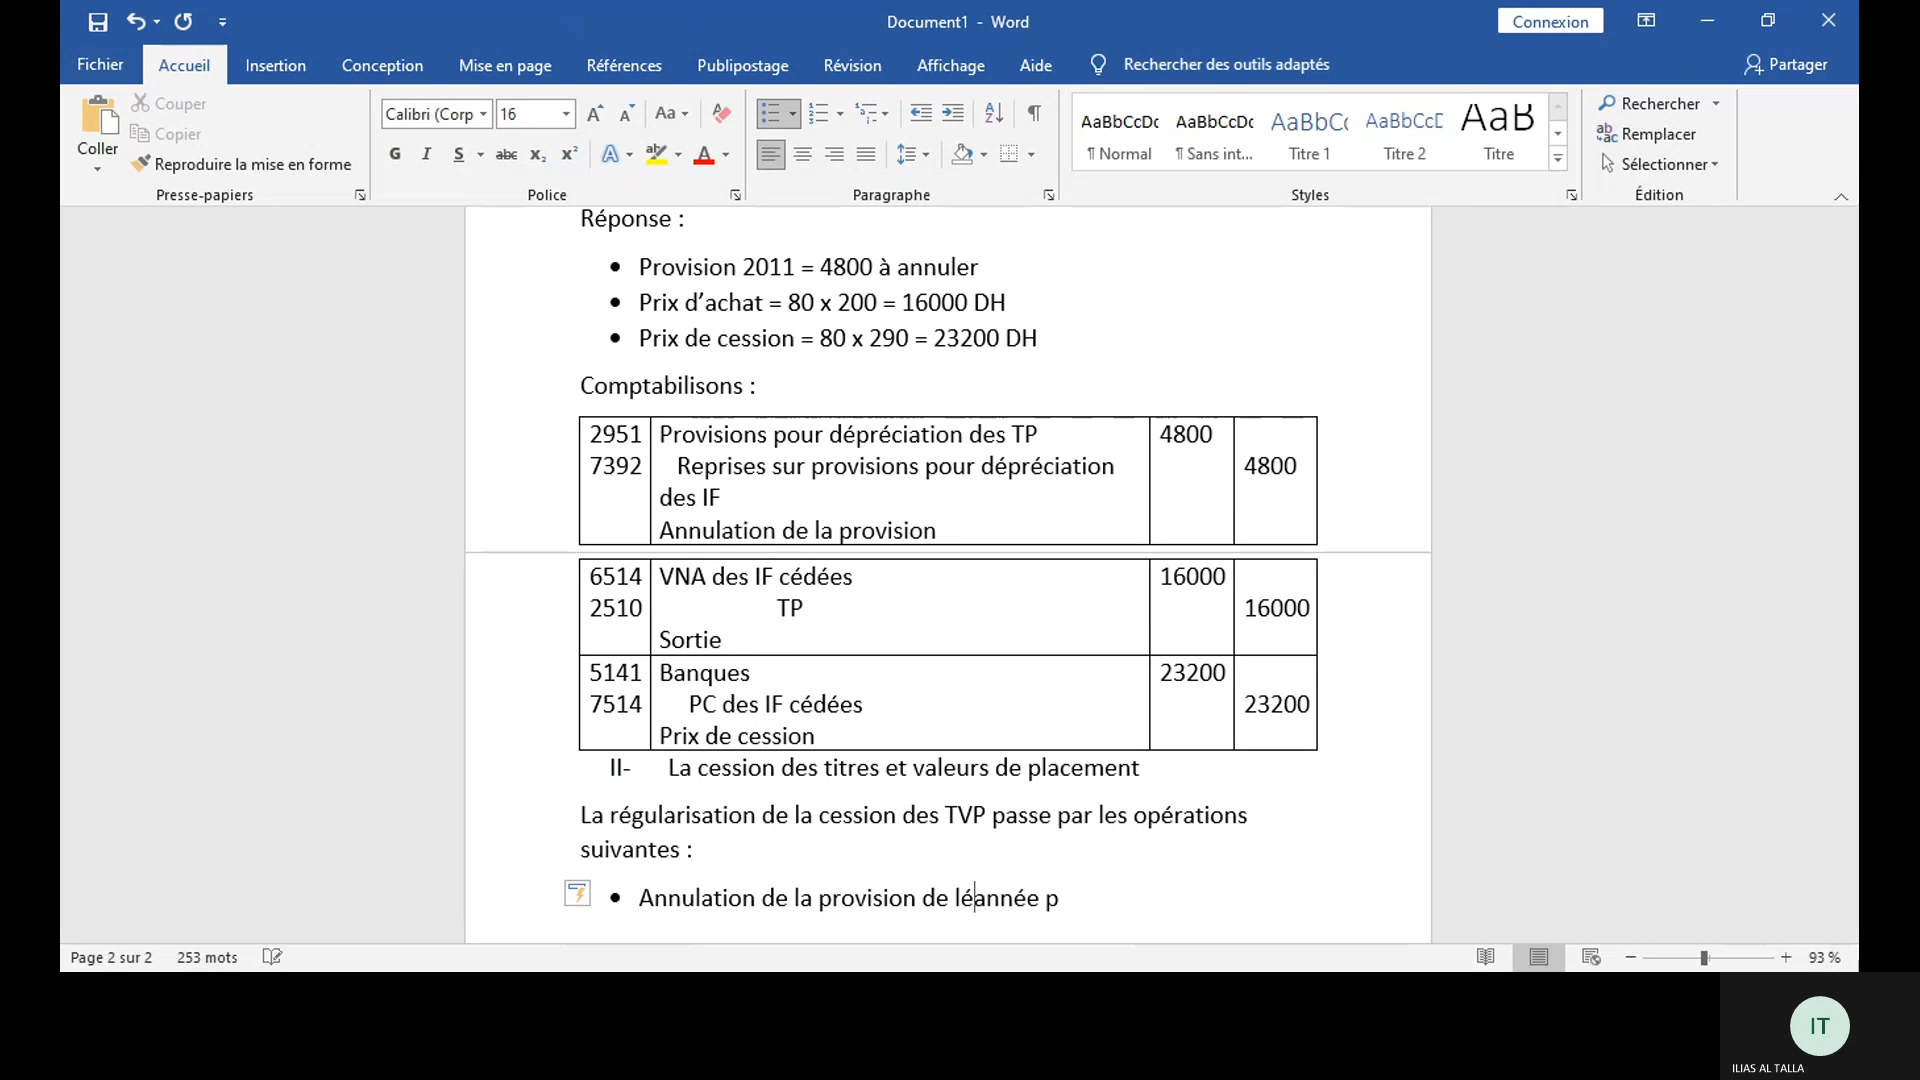 Document1 - Word
Connexion
Fichier Accueil Insertion Conception Mise en page Références Publipostage Révision Affichage Aide Rechercher des outils adaptés Partager
Coller
Couper
Copier
Reproduire la mise en forme
Presse-papiers
Calibri (Corp 16 Aa
G I S abc x₂ x² A A
Police
Paragraphe
AaBbCcDc AaBbCcDc AaBbCc AaBbCcD AaB
¶ Normal ¶ Sans int... Titre 1 Titre 2 Titre
Styles
Rechercher
Remplacer
Sélectionner
Édition
Réponse :
• Provision 2011 = 4800 à annuler
• Prix d’achat = 80 x 200 = 16000 DH
• Prix de cession = 80 x 290 = 23200 DH
Comptabilisons :
2951 Provisions pour dépréciation des TP 4800
7392 Reprises sur provisions pour dépréciation 4800
des IF
Annulation de la provision
6514 VNA des IF cédées 16000
2510 TP 16000
Sortie
5141 Banques 23200
7514 PC des IF cédées 23200
Prix de cession
II- La cession des titres et valeurs de placement
La régularisation de la cession des TVP passe par les opérations
suivantes :
• Annulation de la provision de léannée p
Page 2 sur 2 253 mots 93 %
IT
ILIAS AL TALLA